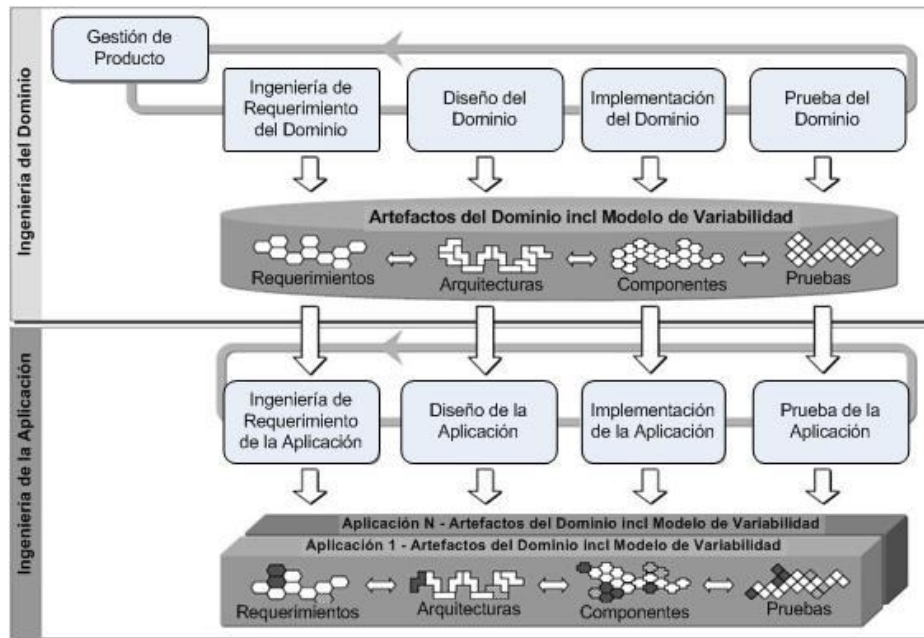 Ingeniería del Dominio
Gestión de
Producto
Ingeniería de
Requerimiento
del Dominio
Diseño del
Dominio
Implementación
del Dominio
Prueba del
Dominio
Artefactos del Dominio incl Modelo de Variabilidad
Requerimientos
Arquitecturas
Componentes
Pruebas
Ingeniería de la Aplicación
Ingeniería de
Requerimiento
de la Aplicación
Diseño de la
Aplicación
Implementación
de la Aplicación
Prueba de la
Aplicación
Aplicación N - Artefactos del Dominio incl Modelo de Variabilidad
Aplicación 1 - Artefactos del Dominio incl Modelo de Variabilidad
Requerimientos
Arquitecturas
Componentes
Pruebas